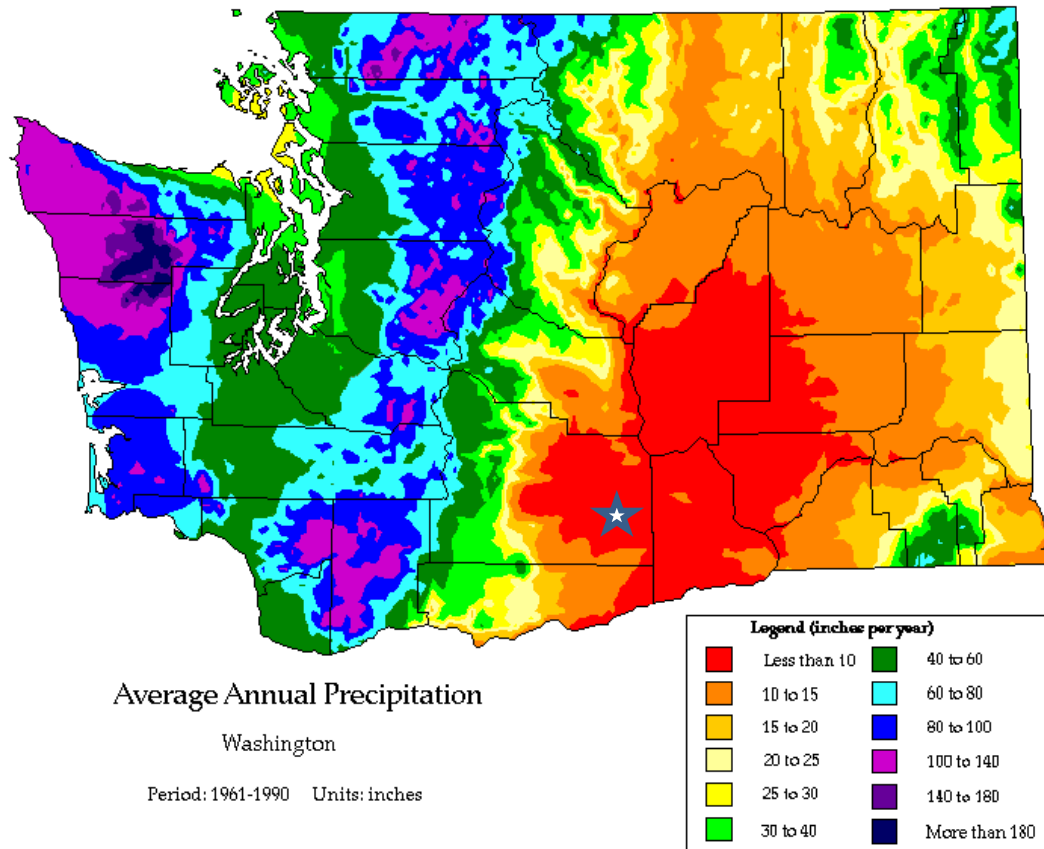 Legend (inches per year)
Less than 10
10 to 15
15 to 20
20 to 25
25 to 30
30 to 40
40 to 60
60 to 80
80 to 100
100 to 140
140 to 180
More than 180
Average Annual Precipitation
Washington
Period: 1961-1990 Units: inches